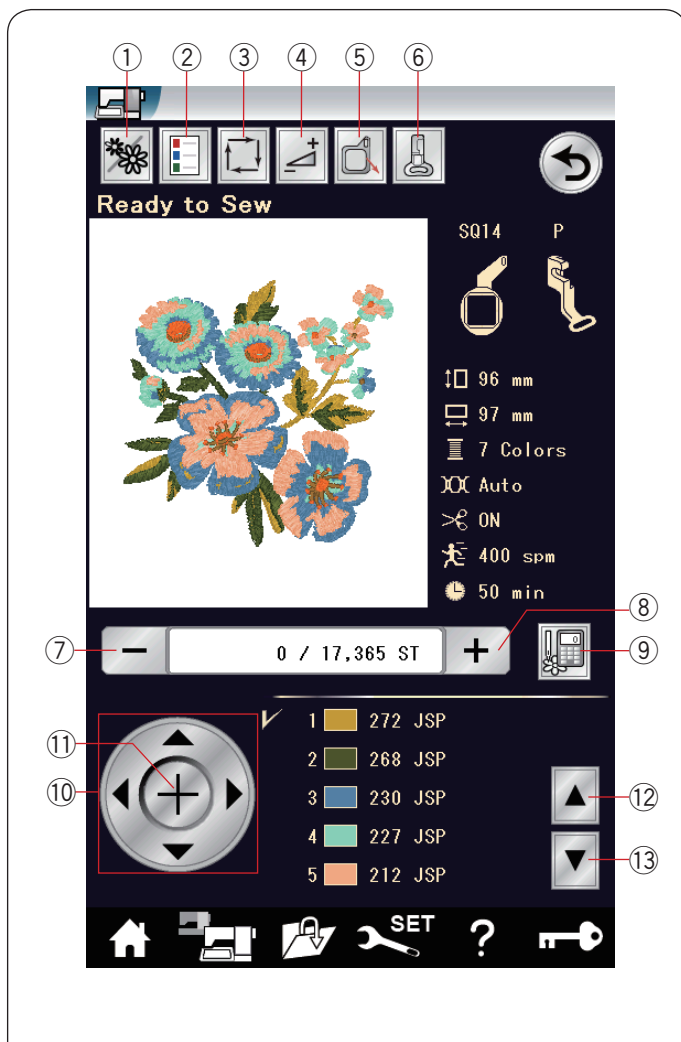 ① ② ③ ④ ⑤ ⑥
Ready to Sew
SQ14 P
96 mm
97 mm
7 Colors
Auto
ON
400 spm
50 min
⑦ − 0 / 17,365 ST + ⑧
0
⑨
1 272 JSP
2 268 JSP
3 230 JSP
4 227 JSP
5 212 JSP
⑩ ⑪ ⑫
⑬
SET ?